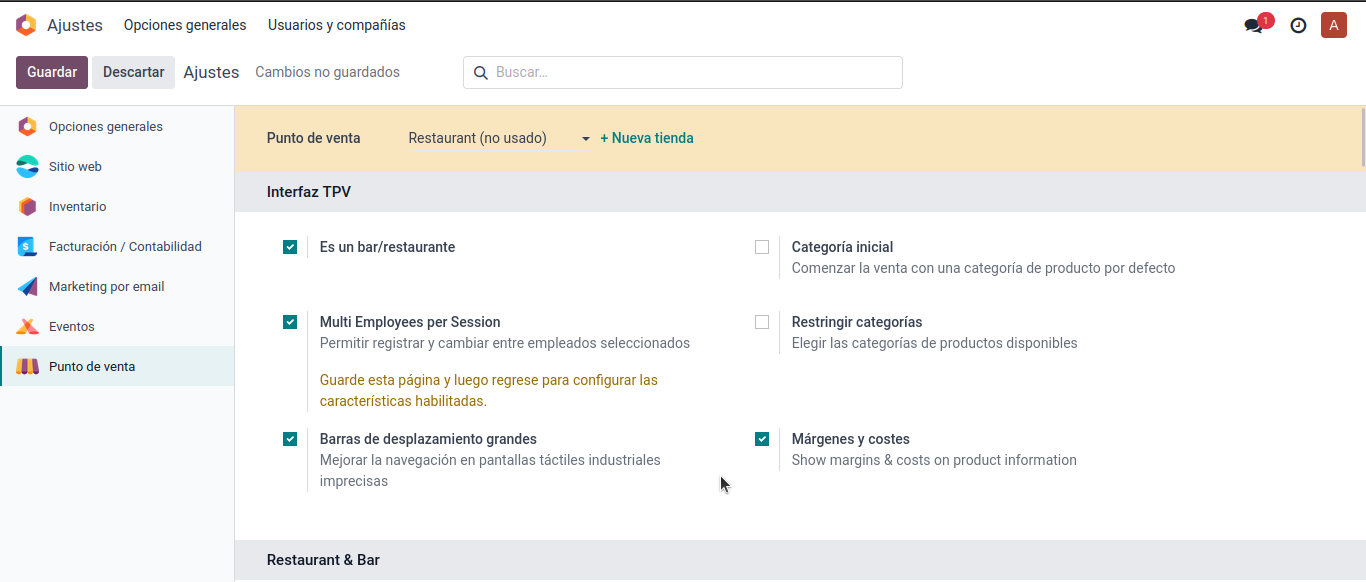 Ajustes Opciones generales Usuarios y compañías 1 A
Guardar Descartar Ajustes Cambios no guardados Buscar...
Opciones generales
Sitio web
Inventario
Facturación / Contabilidad
Marketing por email
Eventos
Punto de venta
Punto de venta Restaurant (no usado) + Nueva tienda
Interfaz TPV
Es un bar/restaurante
Categoría inicial
Comenzar la venta con una categoría de producto por defecto
Multi Employees per Session
Permitir registrar y cambiar entre empleados seleccionados
Guarde esta página y luego regrese para configurar las
características habilitadas.
Restringir categorías
Elegir las categorías de productos disponibles
Barras de desplazamiento grandes
Mejorar la navegación en pantallas táctiles industriales
imprecisas
Márgenes y costes
Show margins & costs on product information
Restaurant & Bar